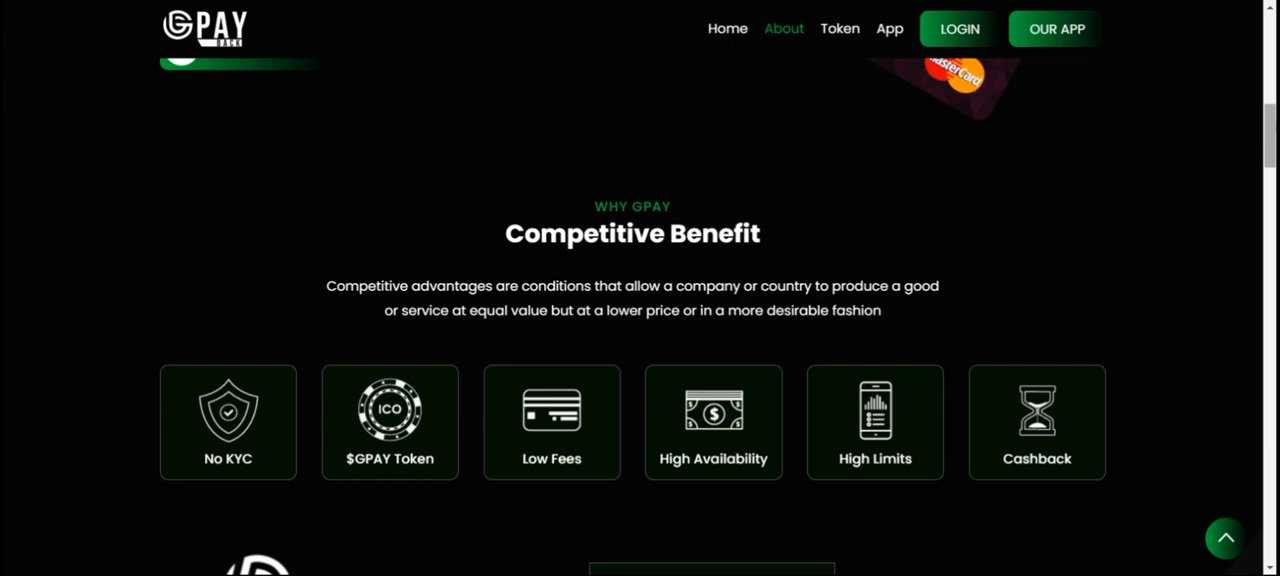 GPAY
BACK
Home
About
Token
App
LOGIN
OUR APP
MasterCard
WHY GPAY
Competitive Benefit
Competitive advantages are conditions that allow a company or country to produce a good
or service at equal value but at a lower price or in a more desirable fashion
No KYC
ICO
$GPAY Token
Low Fees
$
High Availability
High Limits
Cashback